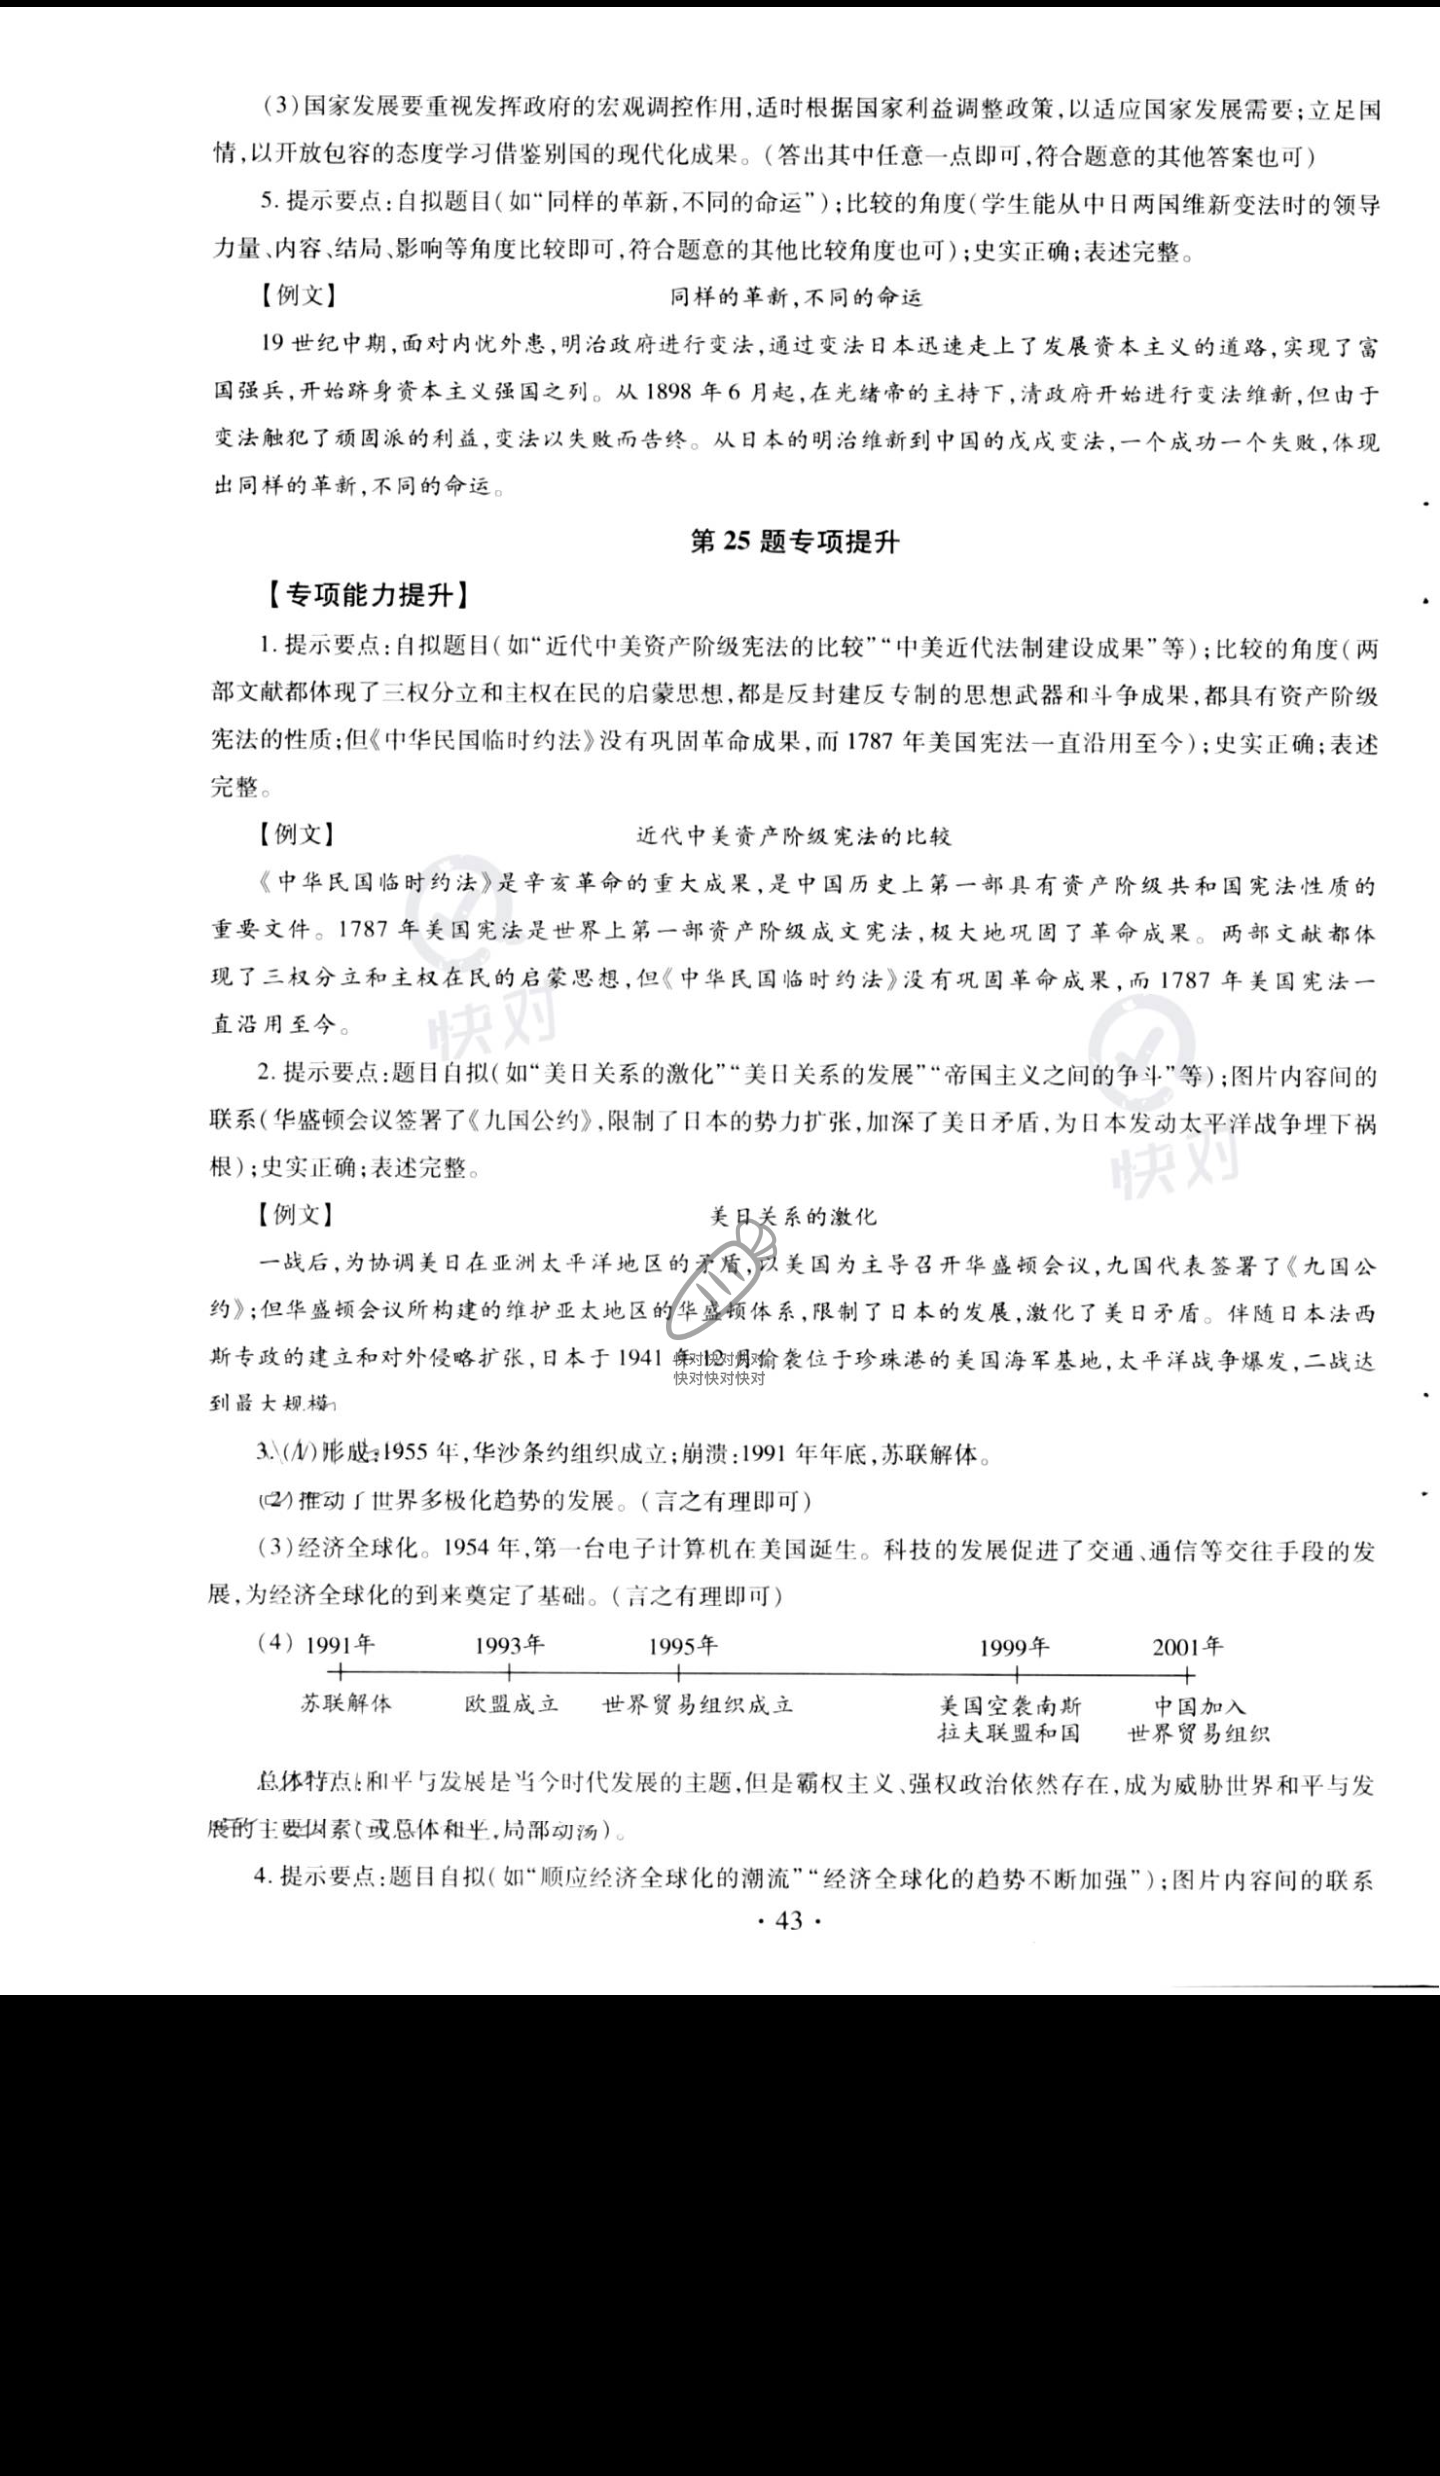 (3)国家发展要重视发挥政府的宏观调控作用,适时根据国家利益调整政策,以适应国家发展需要;立足国
情,以开放包容的态度学习借鉴别国的现代化成果。(答出其中任意一点即可,符合题意的其他答案也可)
5. 提示要点:自拟题目(如“同样的革新,不同的命运”);比较的角度(学生能从中日两国维新变法时的领导
力量、内容、结局、影响等角度比较即可,符合题意的其他比较角度也可);史实正确;表述完整。
【例文】 同样的革新,不同的命运
19 世纪中期,面对内忧外患,明治政府进行变法,通过变法日本迅速走上了发展资本主义的道路,实现了富
国强兵,开始跻身资本主义强国之列。从 1898 年 6 月起,在光绪帝的主持下,清政府开始进行变法维新,但由于
变法触犯了顽固派的利益,变法以失败而告终。从日本的明治维新到中国的戊戌变法,一个成功一个失败,体现
出同样的革新,不同的命运。
第 25 题专项提升
【专项能力提升】
1. 提示要点:自拟题目(如“近代中美资产阶级宪法的比较”“中美近代法制建设成果”等);比较的角度(两
部文献都体现了三权分立和主权在民的启蒙思想,都是反封建反专制的思想武器和斗争成果,都具有资产阶级
宪法的性质;但《中华民国临时约法》没有巩固革命成果,而 1787 年美国宪法一直沿用至今);史实正确;表述
完整。
【例文】 近代中美资产阶级宪法的比较
《中华民国临时约法》是辛亥革命的重大成果,是中国历史上第一部具有资产阶级共和国宪法性质的
重要文件。1787 年美国宪法是世界上第一部资产阶级成文宪法,极大地巩固了革命成果。两部文献都体
现了三权分立和主权在民的启蒙思想,但《中华民国临时约法》没有巩固革命成果,而 1787 年美国宪法一
直沿用至今。
快对
2. 提示要点:题目自拟(如“美日关系的激化”“美日关系的发展”“帝国主义之间的争斗”等);图片内容间的
联系(华盛顿会议签署了《九国公约》,限制了日本的势力扩张,加深了美日矛盾,为日本发动太平洋战争埋下祸
根);史实正确;表述完整。
快对
【例文】 美日关系的激化
一战后,为协调美日在亚洲太平洋地区的矛盾,以美国为主导召开华盛顿会议,九国代表签署了《九国公
约》;但华盛顿会议所构建的维护亚太地区的华盛顿体系,限制了日本的发展,激化了美日矛盾。伴随日本法西
斯专政的建立和对外侵略扩张,日本于 1941 年 12 月偷袭位于珍珠港的美国海军基地,太平洋战争爆发,二战达
快对快对快对
快对快对快对
到最大规模。
3. (1)形成:1955 年,华沙条约组织成立;崩溃:1991 年年底,苏联解体。
(2)推动了世界多极化趋势的发展。(言之有理即可)
(3)经济全球化。1954 年,第一台电子计算机在美国诞生。科技的发展促进了交通、通信等交往手段的发
展,为经济全球化的到来奠定了基础。(言之有理即可)
(4) 1991年 1993年 1995年 1999年 2001年
苏联解体 欧盟成立 世界贸易组织成立 美国空袭南斯 中国加入
拉夫联盟和国 世界贸易组织
总体特点:和平与发展是当今时代发展的主题,但是霸权主义、强权政治依然存在,成为威胁世界和平与发
展的主要因素(或总体和平,局部动荡)。
4. 提示要点:题目自拟(如“顺应经济全球化的潮流”“经济全球化的趋势不断加强”);图片内容间的联系
· 43 ·